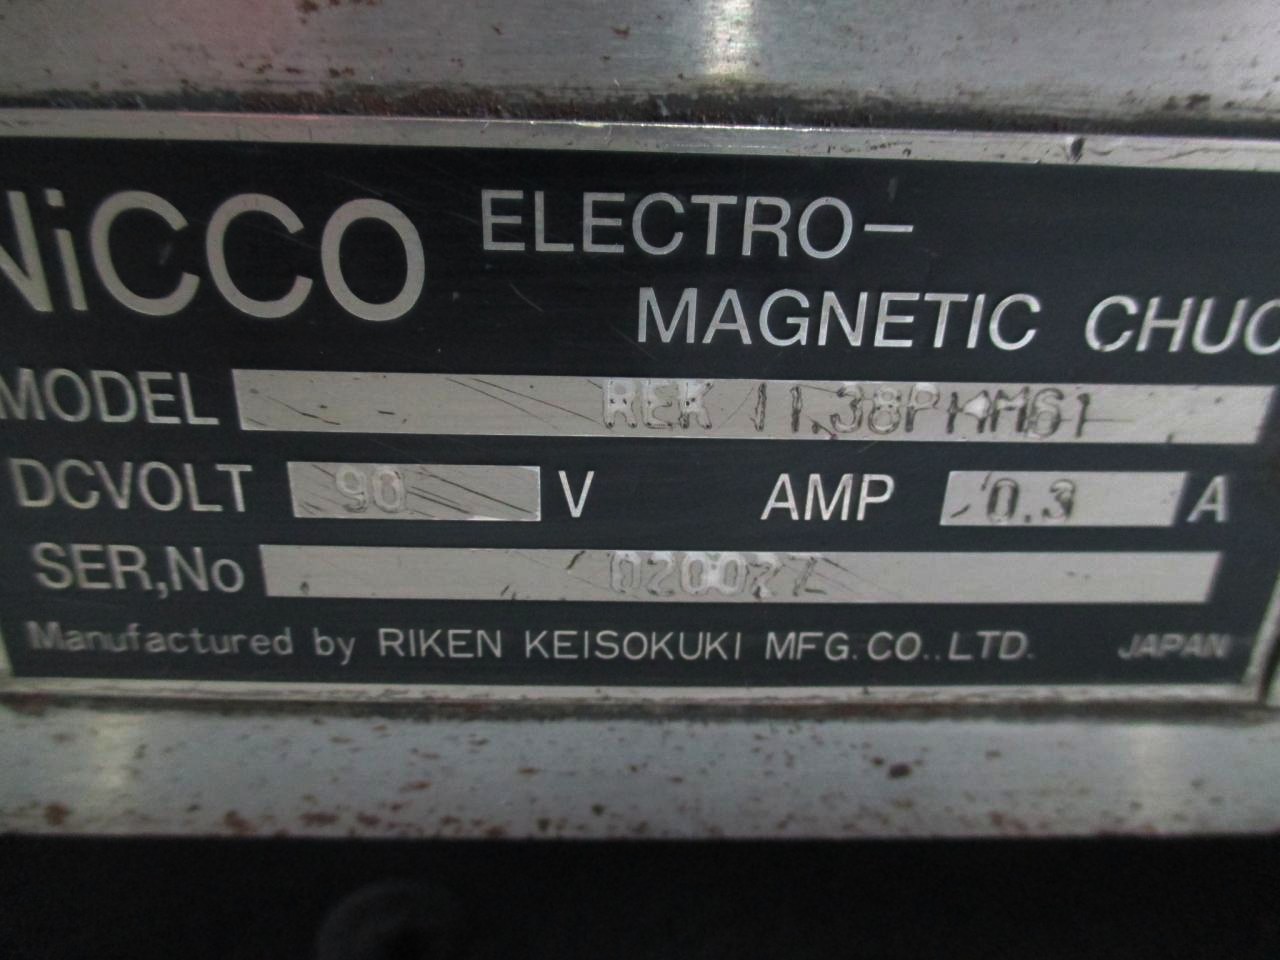 NiCCO ELECTRO-
MAGNETIC CHUC
MODEL
DCVOLT 90 V AMP 0.3 A
SER,No
Manufactured by RIKEN KEISOKUKI MFG.CO.,LTD. JAPAN